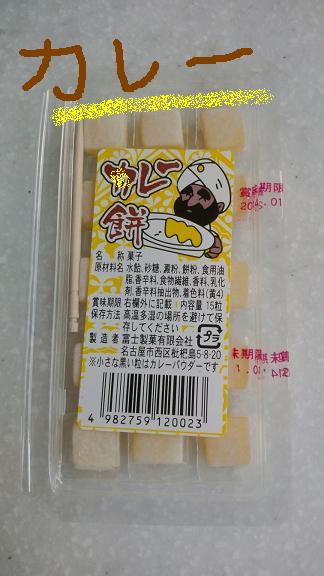 カレー
カレー
餅
名　　称 菓子
原材料名 水飴、砂糖、澱粉、餅粉、食用油
脂、香辛料、食物繊維、香料、乳化
剤、香辛料抽出物、着色料(黄4)
賞味期限 右欄外に記載 内容量 15粒
保存方法 高温多湿の場所を避けて保
存してください
製造者 富士製菓有限会社
名古屋市西区枇杷島5-8-20
プラ
※小さな黒い粒はカレーパウダーです
4 982759 120023